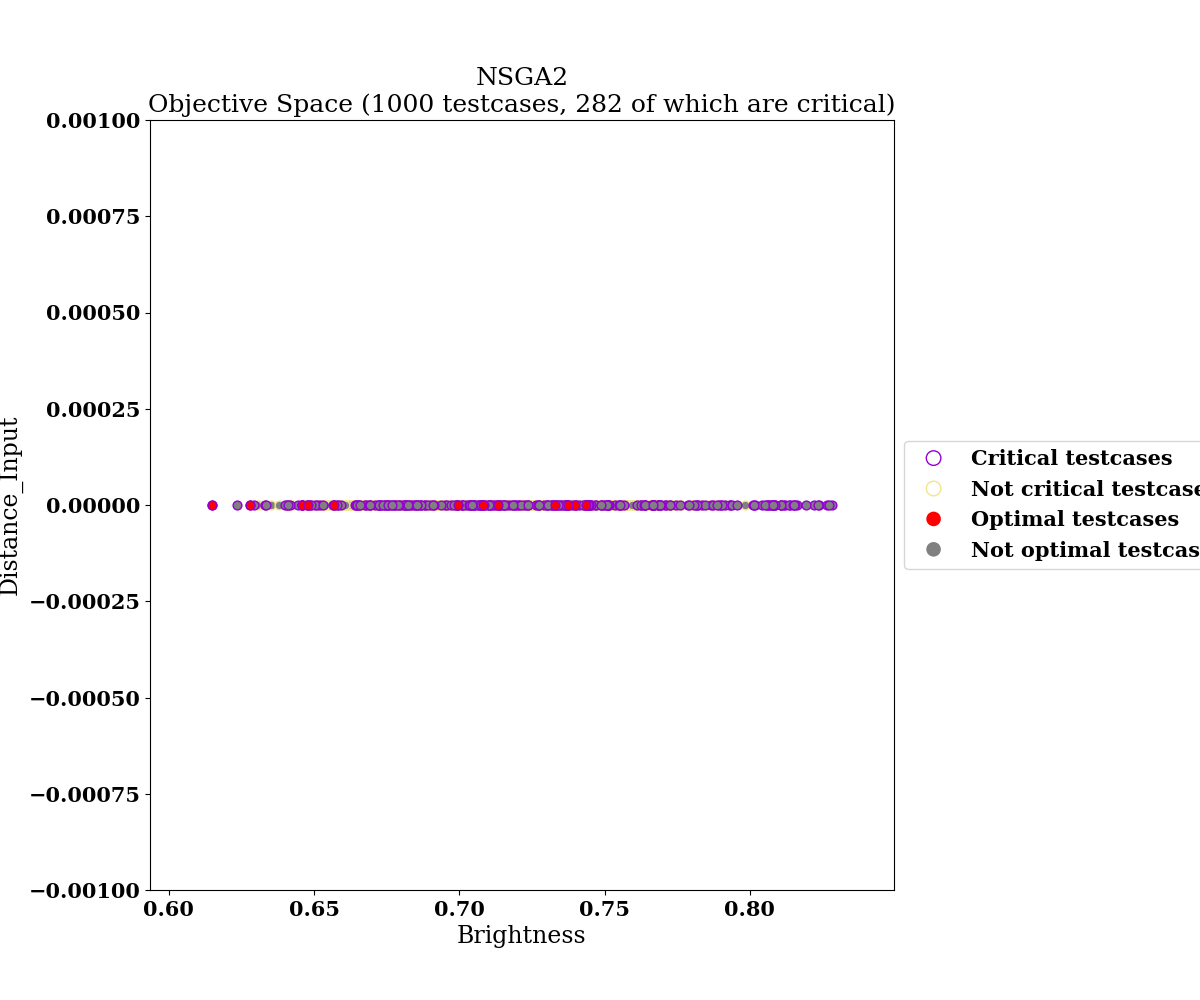 NSGA2
Objective Space (1000 testcases, 282 of which are critical)
0.00100
0.00075
0.00050
0.00025
0.00000
−0.00025
−0.00050
−0.00075
−0.00100
Distance_Input
0.60 0.65 0.70 0.75 0.80
Brightness
Critical testcases
Not critical testcase
Optimal testcases
Not optimal testcas